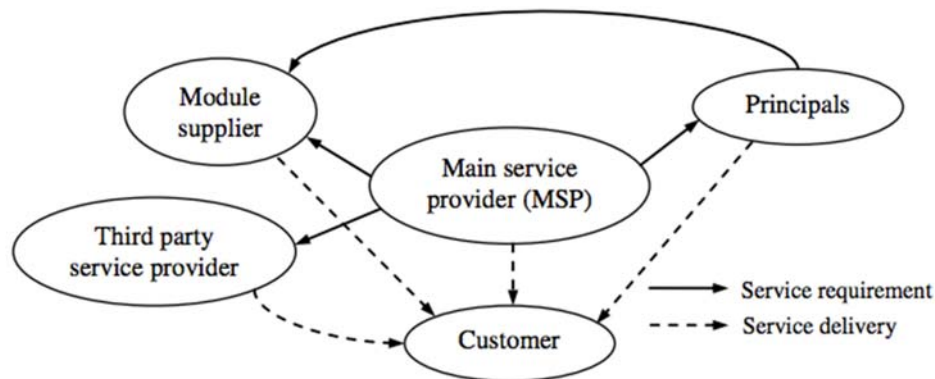 Module
supplier
Principals
Main service
provider (MSP)
Third party
service provider
Service requirement
Service delivery
Customer